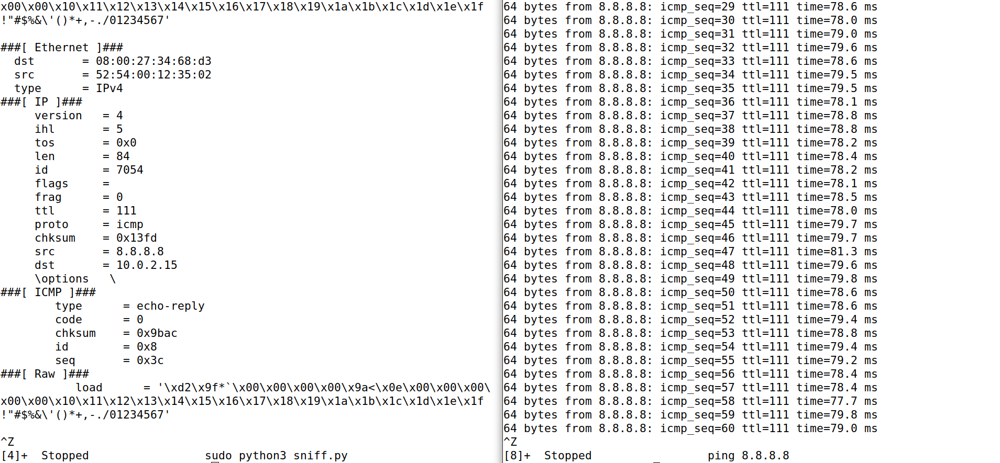 x00\x00\x10\x11\x12\x13\x14\x15\x16\x17\x18\x19\x1a\x1b\x1c\x1d\x1e\x1f
!"#$%&\'()*+,-./01234567'

###[ Ethernet ]###
  dst       = 08:00:27:34:68:d3
  src       = 52:54:00:12:35:02
  type      = IPv4
###[ IP ]###
     version   = 4
     ihl       = 5
     tos       = 0x0
     len       = 84
     id        = 7054
     flags     =
     frag      = 0
     ttl       = 111
     proto     = icmp
     chksum    = 0x13fd
     src       = 8.8.8.8
     dst       = 10.0.2.15
     \options   \
###[ ICMP ]###
        type      = echo-reply
        code      = 0
        chksum    = 0x9bac
        id        = 0x8
        seq       = 0x3c
###[ Raw ]###
           load      = '\xd2\x9f*`\x00\x00\x00\x00\x9a<\x0e\x00\x00\x00\
x00\x00\x10\x11\x12\x13\x14\x15\x16\x17\x18\x19\x1a\x1b\x1c\x1d\x1e\x1f
!"#$%&\'()*+,-./01234567'

^Z
[4]+  Stopped                 sudo python3 sniff.py
64 bytes from 8.8.8.8: icmp_seq=29 ttl=111 time=78.6 ms
64 bytes from 8.8.8.8: icmp_seq=30 ttl=111 time=78.0 ms
64 bytes from 8.8.8.8: icmp_seq=31 ttl=111 time=79.0 ms
64 bytes from 8.8.8.8: icmp_seq=32 ttl=111 time=79.6 ms
64 bytes from 8.8.8.8: icmp_seq=33 ttl=111 time=78.6 ms
64 bytes from 8.8.8.8: icmp_seq=34 ttl=111 time=79.5 ms
64 bytes from 8.8.8.8: icmp_seq=35 ttl=111 time=79.5 ms
64 bytes from 8.8.8.8: icmp_seq=36 ttl=111 time=78.1 ms
64 bytes from 8.8.8.8: icmp_seq=37 ttl=111 time=78.8 ms
64 bytes from 8.8.8.8: icmp_seq=38 ttl=111 time=78.8 ms
64 bytes from 8.8.8.8: icmp_seq=39 ttl=111 time=78.2 ms
64 bytes from 8.8.8.8: icmp_seq=40 ttl=111 time=78.4 ms
64 bytes from 8.8.8.8: icmp_seq=41 ttl=111 time=78.2 ms
64 bytes from 8.8.8.8: icmp_seq=42 ttl=111 time=78.1 ms
64 bytes from 8.8.8.8: icmp_seq=43 ttl=111 time=78.5 ms
64 bytes from 8.8.8.8: icmp_seq=44 ttl=111 time=78.0 ms
64 bytes from 8.8.8.8: icmp_seq=45 ttl=111 time=79.7 ms
64 bytes from 8.8.8.8: icmp_seq=46 ttl=111 time=79.7 ms
64 bytes from 8.8.8.8: icmp_seq=47 ttl=111 time=81.3 ms
64 bytes from 8.8.8.8: icmp_seq=48 ttl=111 time=79.6 ms
64 bytes from 8.8.8.8: icmp_seq=49 ttl=111 time=79.8 ms
64 bytes from 8.8.8.8: icmp_seq=50 ttl=111 time=78.6 ms
64 bytes from 8.8.8.8: icmp_seq=51 ttl=111 time=78.6 ms
64 bytes from 8.8.8.8: icmp_seq=52 ttl=111 time=79.4 ms
64 bytes from 8.8.8.8: icmp_seq=53 ttl=111 time=78.8 ms
64 bytes from 8.8.8.8: icmp_seq=54 ttl=111 time=79.4 ms
64 bytes from 8.8.8.8: icmp_seq=55 ttl=111 time=79.2 ms
64 bytes from 8.8.8.8: icmp_seq=56 ttl=111 time=78.4 ms
64 bytes from 8.8.8.8: icmp_seq=57 ttl=111 time=78.4 ms
64 bytes from 8.8.8.8: icmp_seq=58 ttl=111 time=77.7 ms
64 bytes from 8.8.8.8: icmp_seq=59 ttl=111 time=79.8 ms
64 bytes from 8.8.8.8: icmp_seq=60 ttl=111 time=79.0 ms
^Z
[8]+  Stopped                 ping 8.8.8.8